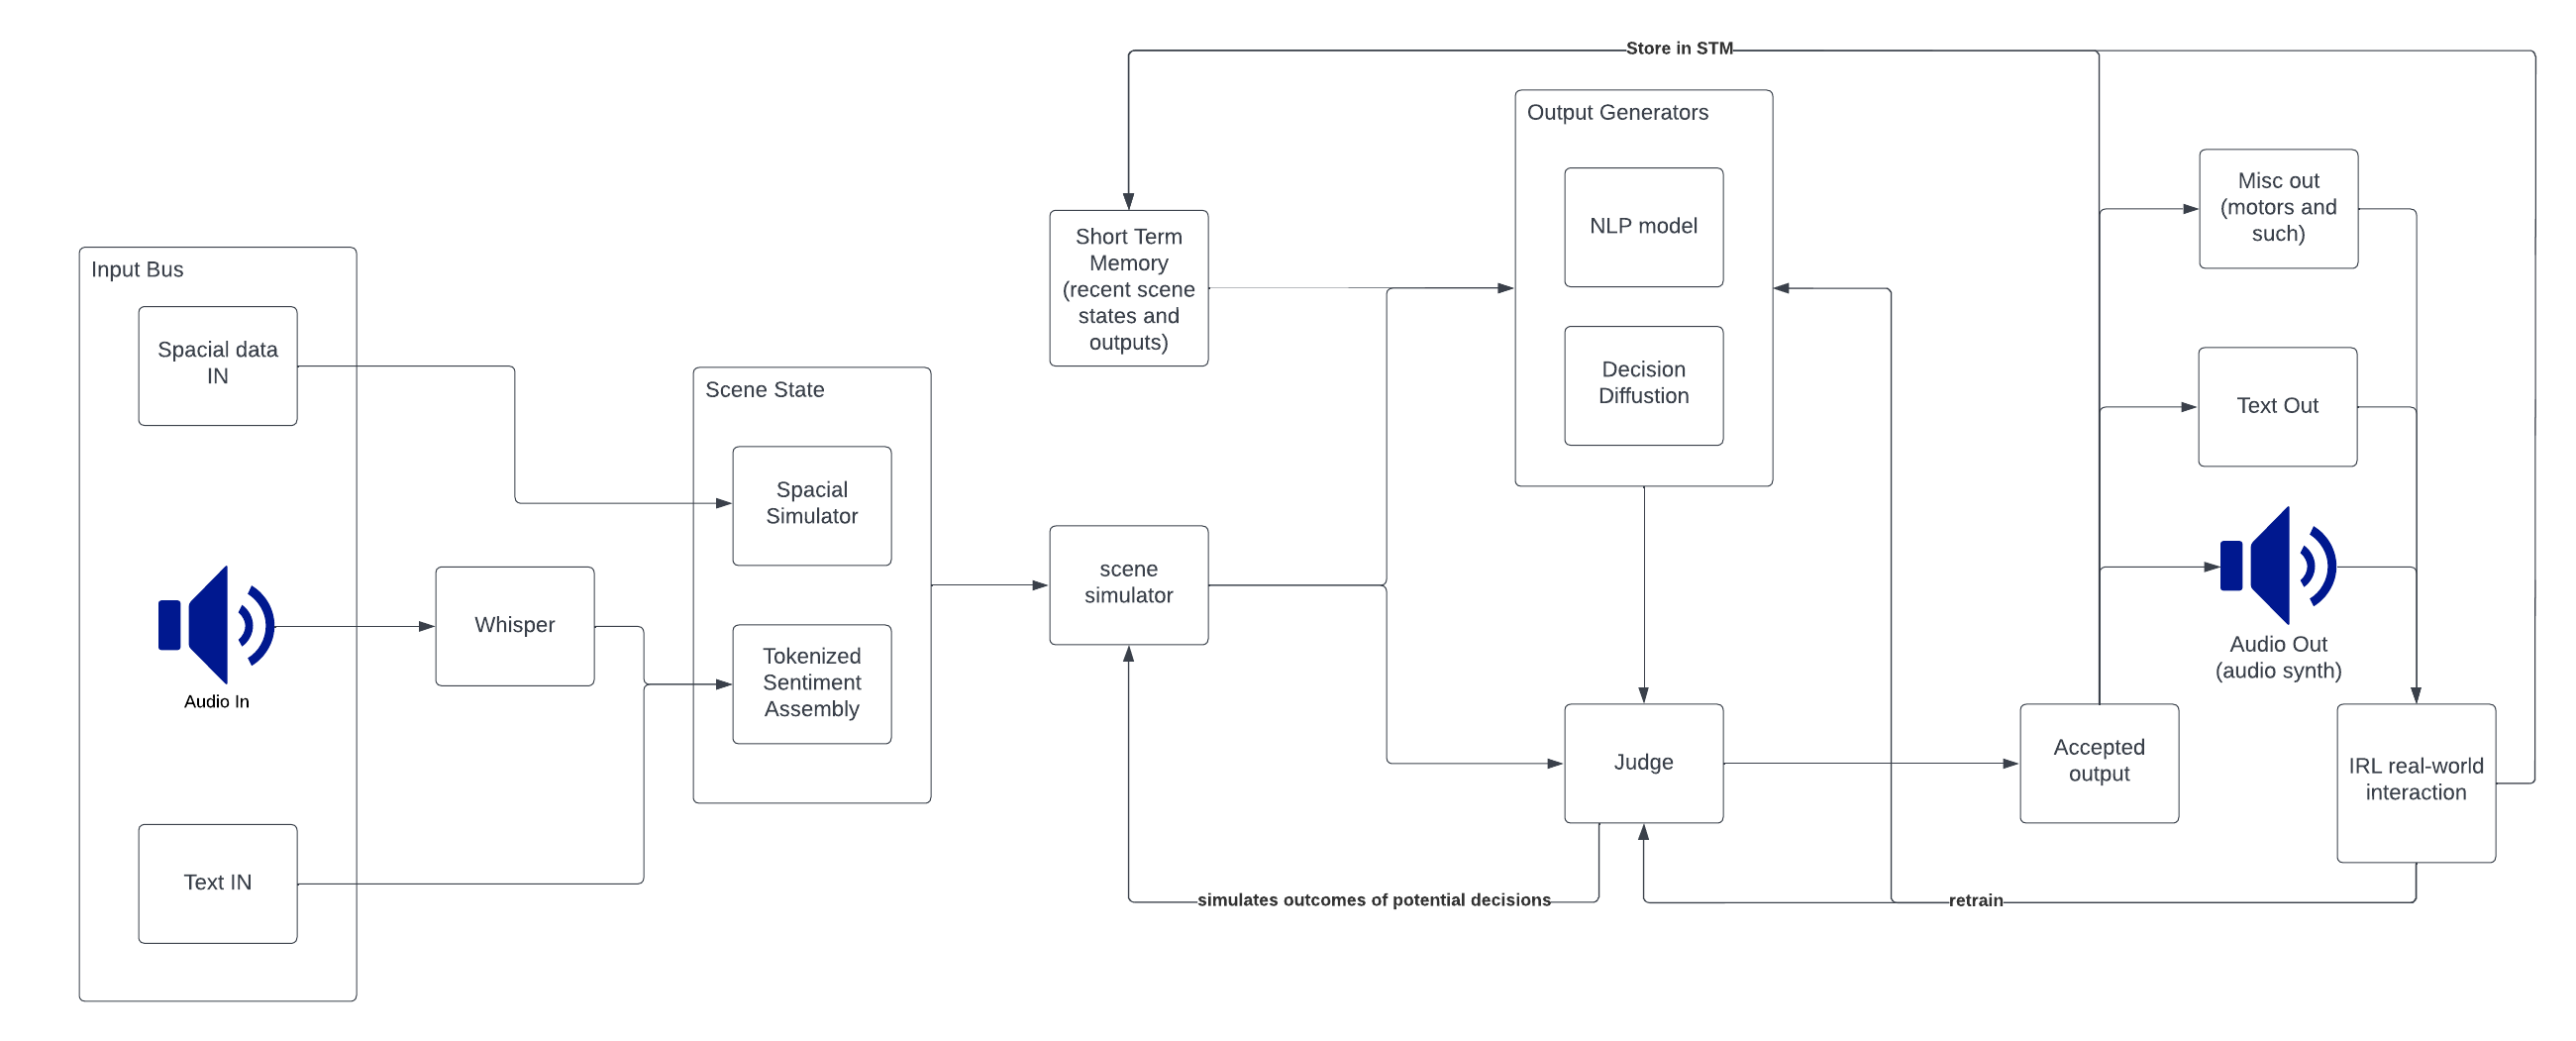 Store in STM
Output Generators
NLP model
Misc out
(motors and
such)
Short Term
Memory
(recent scene
states and
outputs)
Input Bus
Spacial data
IN
Decision
Diffustion
Scene State
Text Out
Spacial
Simulator
scene
simulator
Whisper
Audio In
Tokenized
Sentiment
Assembly
Audio Out
(audio synth)
Judge
Accepted
output
IRL real-world
interaction
Text IN
simulates outcomes of potential decisions
retrain